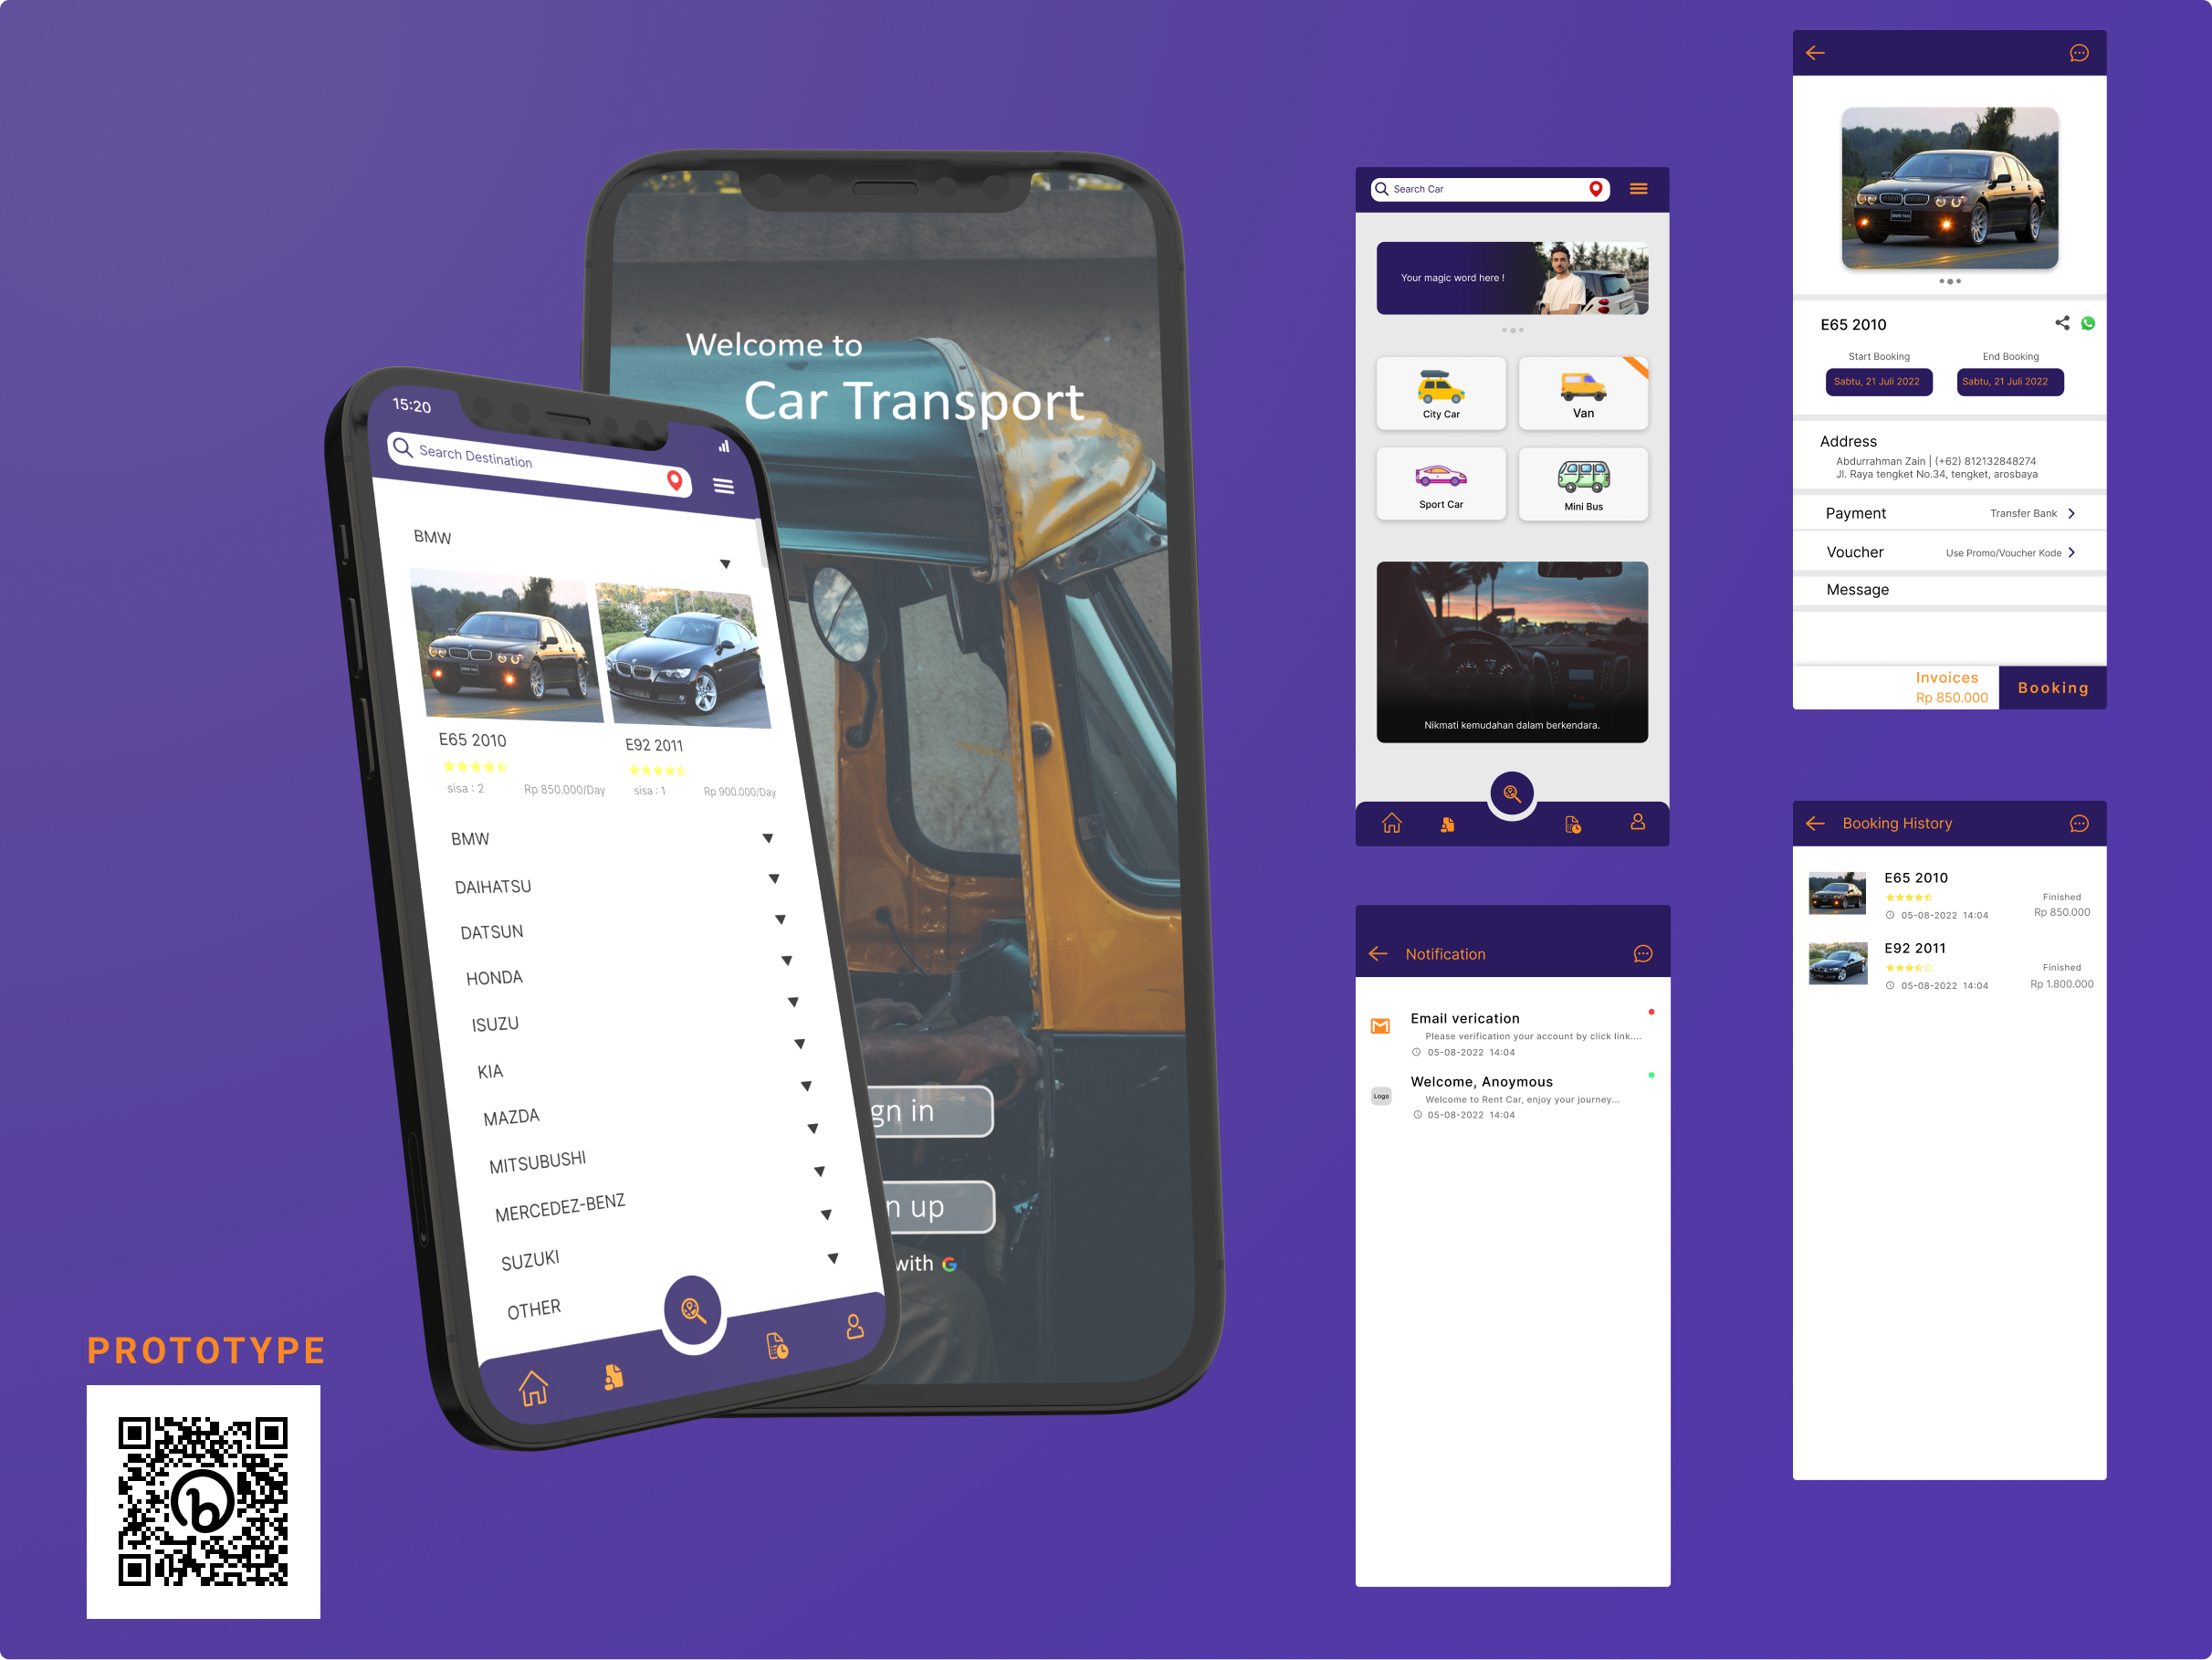 Welcome to
Car Transport
gn in
n up
with
15:20
Search Destination
BMW
E65 2010
sisa : 2
Rp 850.000/Day
E92 2011
sisa : 1
Rp 900.000/Day
BMW
DAIHATSU
DATSUN
HONDA
ISUZU
KIA
MAZDA
MITSUBUSHI
MERCEDEZ-BENZ
SUZUKI
OTHER
PROTOTYPE
Search Car
Your magic word here !
City Car
Van
Sport Car
Mini Bus
Nikmati kemudahan dalam berkendara.
Notification
Email verication
Please verification your account by click link....
05-08-2022 14:04
Welcome, Anoymous
Logo
Welcome to Rent Car, enjoy your journey...
05-08-2022 14:04
E65 2010
Start Booking
End Booking
Sabtu, 21 Juli 2022
Sabtu, 21 Juli 2022
Address
Abdurrahman Zain | (+62) 812132848274
Jl. Raya tengket No.34, tengket, arosbaya
Payment
Transfer Bank
Voucher
Use Promo/Voucher Kode
Message
Invoices
Rp 850.000
Booking
Booking History
E65 2010
Finished
05-08-2022 14:04
Rp 850.000
E92 2011
Finished
05-08-2022 14:04
Rp 1.800.000